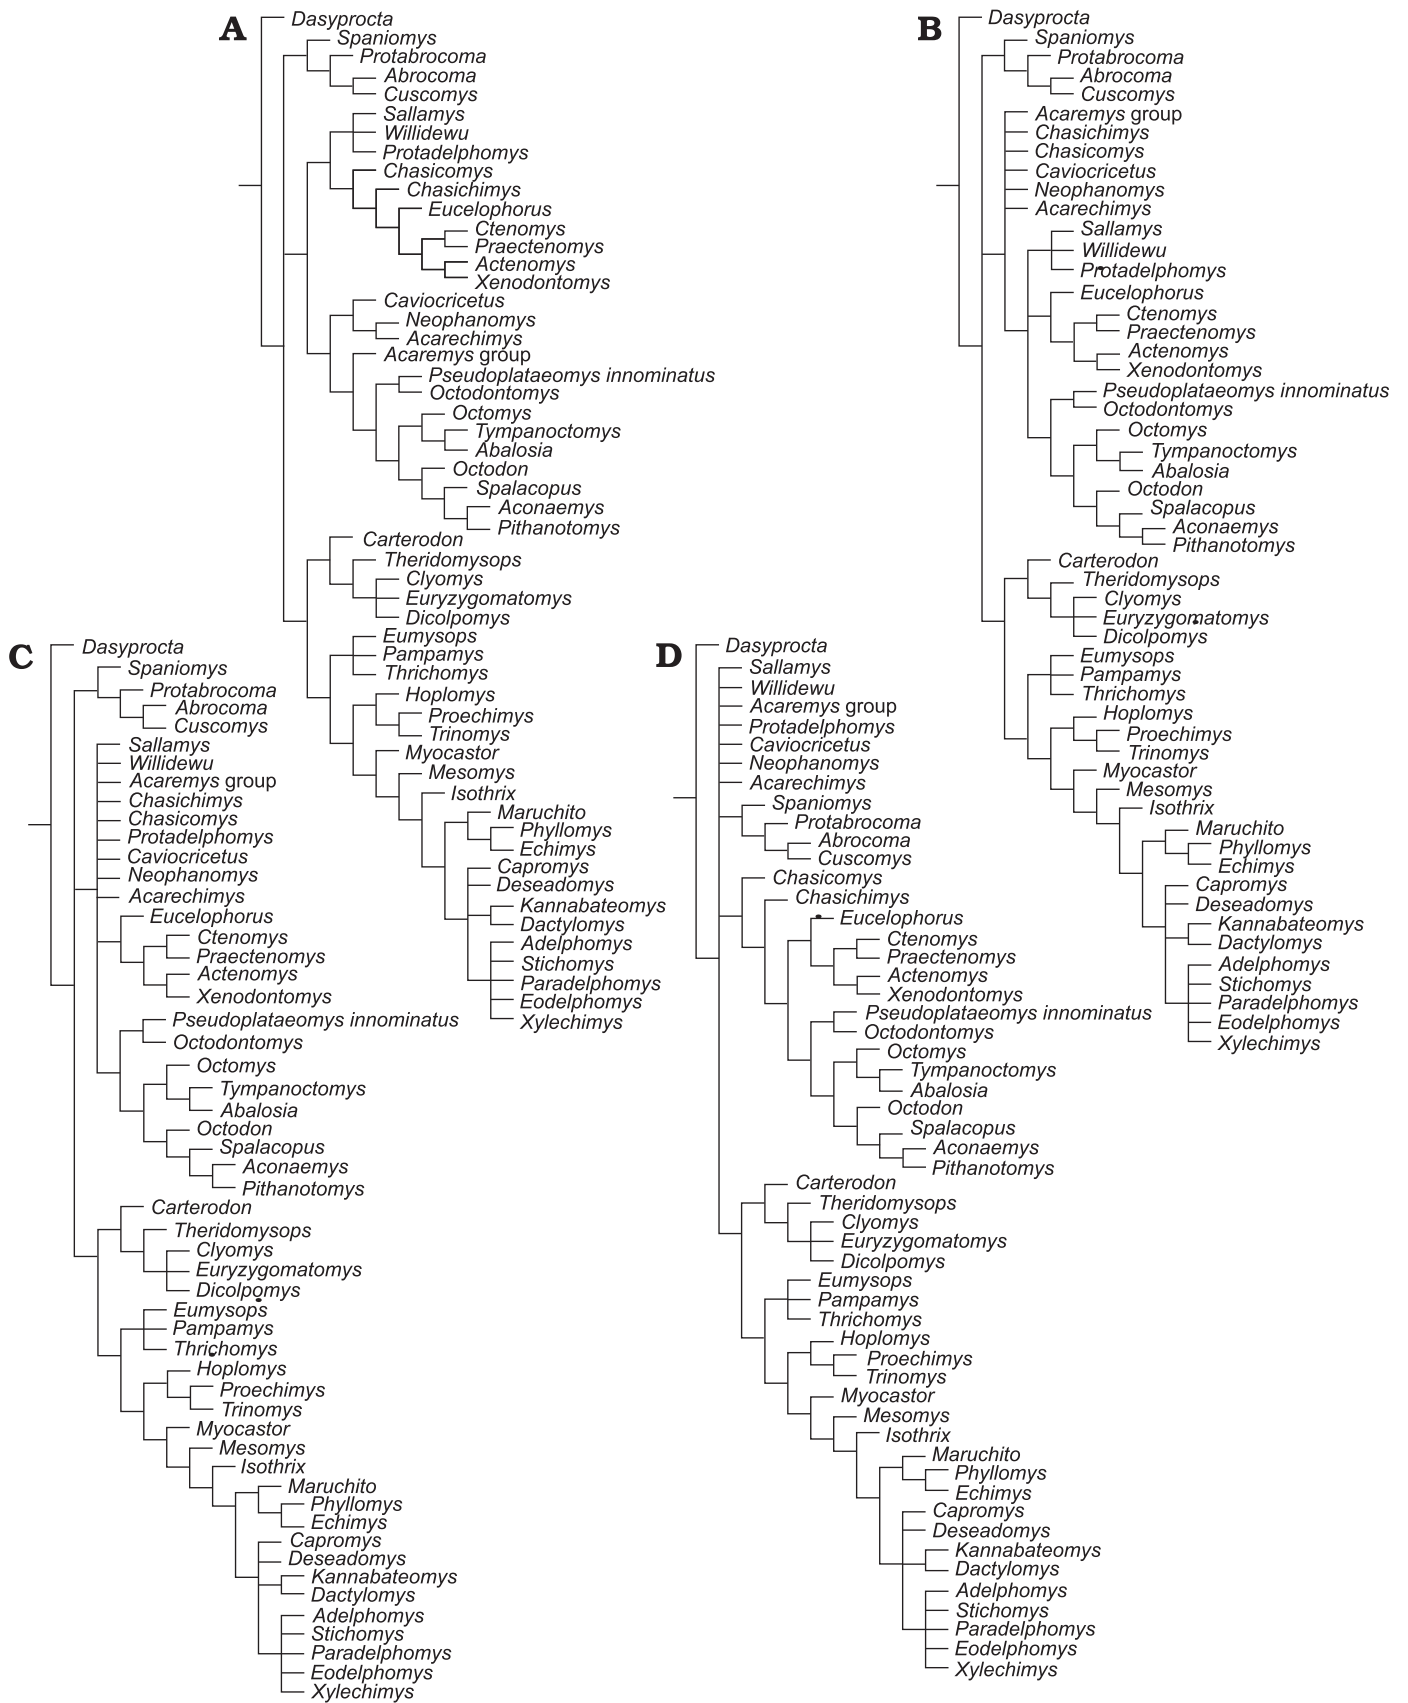 A
Dasyprocta
Spaniomys
Protabrocoma
Abrocoma
Cuscomys
Sallamys
Willidewu
Protadelphomys
Chasicomys
Chasichimys
Eucelophorus
Ctenomys
Praectenomys
Actenomys
Xenodontomys
Caviocricetus
Neophanomys
Acarechimys
Acaremys group
Pseudoplataeomys innominatus
Octodontomys
Octomys
Tympanoctomys
Abalosia
Octodon
Spalacopus
Aconaemys
Pithanotomys
Carterodon
Theridomysops
Clyomys
Euryzygomatomys
Dicolpomys
Eumysops
Pampamys
Thrichomys
Hoplomys
Proechimys
Trinomys
Myocastor
Mesomys
Isothrix
Maruchito
Phyllomys
Echimys
Capromys
Deseadomys
Kannabateomys
Dactylomys
Adelphomys
Stichomys
Paradelphomys
Eodelphomys
Xylechimys
B
Dasyprocta
Spaniomys
Protabrocoma
Abrocoma
Cuscomys
Acaremys group
Chasichimys
Chasicomys
Caviocricetus
Neophanomys
Acarechimys
Sallamys
Willidewu
Protadelphomys
Eucelophorus
Ctenomys
Praectenomys
Actenomys
Xenodontomys
Pseudoplataeomys innominatus
Octodontomys
Octomys
Tympanoctomys
Abalosia
Octodon
Spalacopus
Aconaemys
Pithanotomys
Carterodon
Theridomysops
Clyomys
Euryzygomatomys
Dicolpomys
Eumysops
Pampamys
Thrichomys
Hoplomys
Proechimys
Trinomys
Myocastor
Mesomys
Isothrix
Maruchito
Phyllomys
Echimys
Capromys
Deseadomys
Kannabateomys
Dactylomys
Adelphomys
Stichomys
Paradelphomys
Eodelphomys
Xylechimys
C
Dasyprocta
Spaniomys
Protabrocoma
Abrocoma
Cuscomys
Sallamys
Willidewu
Acaremys group
Chasichimys
Chasicomys
Protadelphomys
Caviocricetus
Neophanomys
Acarechimys
Eucelophorus
Ctenomys
Praectenomys
Actenomys
Xenodontomys
Pseudoplataeomys innominatus
Octodontomys
Octomys
Tympanoctomys
Abalosia
Octodon
Spalacopus
Aconaemys
Pithanotomys
Carterodon
Theridomysops
Clyomys
Euryzygomatomys
Dicolpomys
Eumysops
Pampamys
Thrichomys
Hoplomys
Proechimys
Trinomys
Myocastor
Mesomys
Isothrix
Maruchito
Phyllomys
Echimys
Capromys
Deseadomys
Kannabateomys
Dactylomys
Adelphomys
Stichomys
Paradelphomys
Eodelphomys
Xylechimys
D
Dasyprocta
Sallamys
Willidewu
Acaremys group
Protadelphomys
Caviocricetus
Neophanomys
Acarechimys
Spaniomys
Protabrocoma
Abrocoma
Cuscomys
Chasicomys
Chasichimys
Eucelophorus
Ctenomys
Praectenomys
Actenomys
Xenodontomys
Pseudoplataeomys innominatus
Octodontomys
Octomys
Tympanoctomys
Abalosia
Octodon
Spalacopus
Aconaemys
Pithanotomys
Carterodon
Theridomysops
Clyomys
Euryzygomatomys
Dicolpomys
Eumysops
Pampamys
Thrichomys
Hoplomys
Proechimys
Trinomys
Myocastor
Mesomys
Isothrix
Maruchito
Phyllomys
Echimys
Capromys
Deseadomys
Kannabateomys
Dactylomys
Adelphomys
Stichomys
Paradelphomys
Eodelphomys
Xylechimys